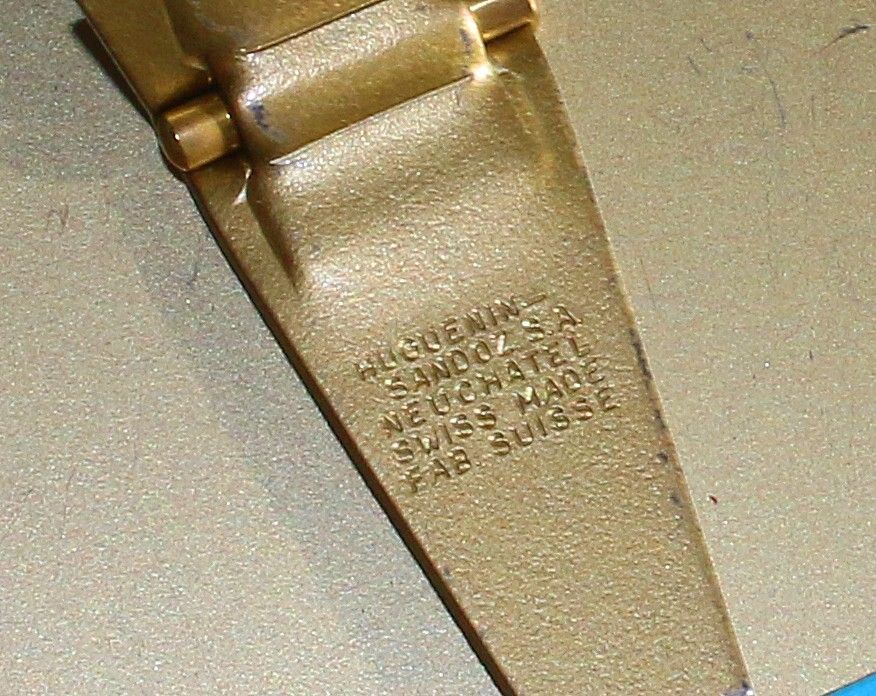 HUGUENIN—
SANDOZ S.A
NEUCHATEL
SWISS MADE
FAB. SUISSE